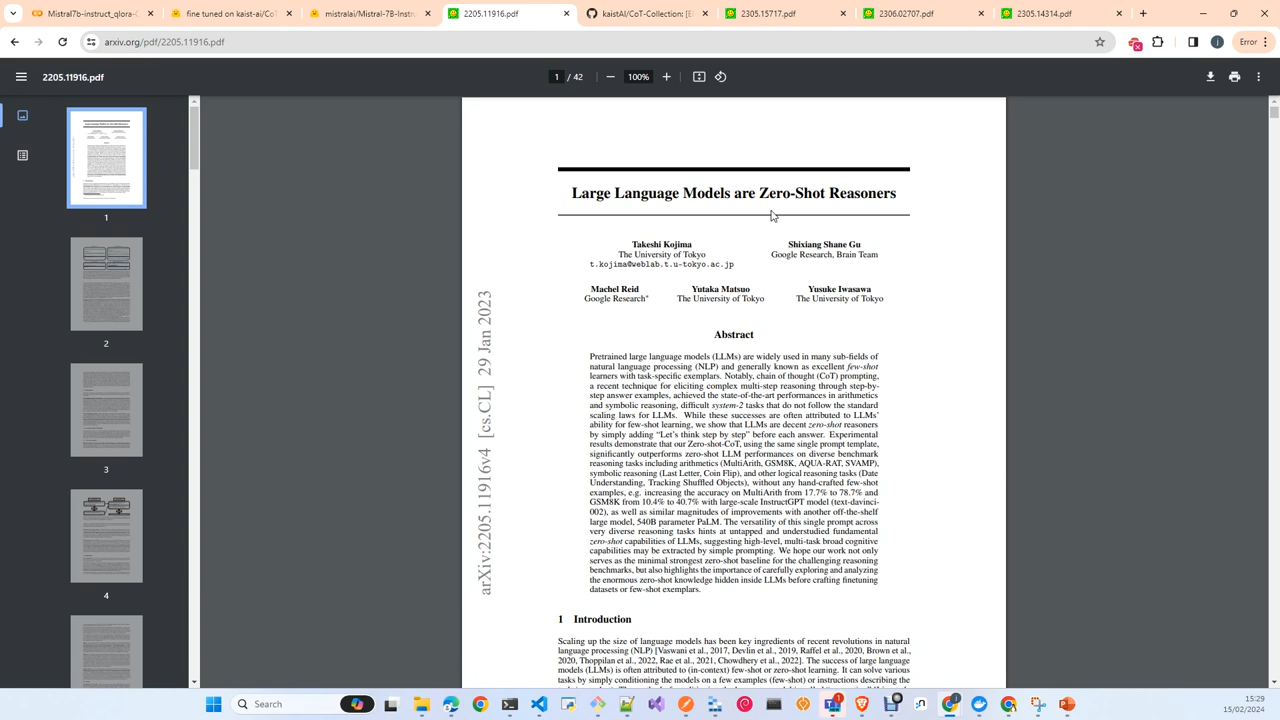 Mistral7b-instruct_qlora-C
fine tuned on kaist-ai/CoT
mistralai/Mistral-7B-Instr
2205.11916.pdf
kaistAI/CoT-Collection: [E
2305.15717.pdf
2306.02707.pdf
2305.14314.pdf
arxiv.org/pdf/2205.11916.pdf
Error
2205.11916.pdf
1 / 42
100%
1
2
3
4
arXiv:2205.11916v4 [cs.CL] 29 Jan 2023
Large Language Models are Zero-Shot Reasoners
Takeshi Kojima
The University of Tokyo
t.kojima@weblab.t.u-tokyo.ac.jp
Shixiang Shane Gu
Google Research, Brain Team
Machel Reid
Google Research*
Yutaka Matsuo
The University of Tokyo
Yusuke Iwasawa
The University of Tokyo
Abstract
Pretrained large language models (LLMs) are widely used in many sub-fields of
natural language processing (NLP) and generally known as excellent few-shot
learners with task-specific exemplars. Notably, chain of thought (CoT) prompting,
a recent technique for eliciting complex multi-step reasoning through step-by-
step answer examples, achieved the state-of-the-art performances in arithmetics
and symbolic reasoning, difficult system-2 tasks that do not follow the standard
scaling laws for LLMs. While these successes are often attributed to LLMs'
ability for few-shot learning, we show that LLMs are decent zero-shot reasoners
by simply adding "Let's think step by step" before each answer. Experimental
results demonstrate that our Zero-shot-CoT, using the same single prompt template,
significantly outperforms zero-shot LLM performances on diverse benchmark
reasoning tasks including arithmetics (MultiArith, GSM8K, AQUA-RAT, SVAMP),
symbolic reasoning (Last Letter, Coin Flip), and other logical reasoning tasks (Date
Understanding, Tracking Shuffled Objects), without any hand-crafted few-shot
examples, e.g. increasing the accuracy on MultiArith from 17.7% to 78.7% and
GSM8K from 10.4% to 40.7% with large-scale InstructGPT model (text-davinci-
002), as well as similar magnitudes of improvements with another off-the-shelf
large model, 540B parameter PaLM. The versatility of this single prompt across
very diverse reasoning tasks hints at untapped and understudied fundamental
zero-shot capabilities of LLMs, suggesting high-level, multi-task broad cognitive
capabilities may be extracted by simple prompting. We hope our work not only
serves as the minimal strongest zero-shot baseline for the challenging reasoning
benchmarks, but also highlights the importance of carefully exploring and analyzing
the enormous zero-shot knowledge hidden inside LLMs before crafting finetuning
datasets or few-shot exemplars.
1 Introduction
Scaling up the size of language models has been key ingredients of recent revolutions in natural
language processing (NLP) [Vaswani et al., 2017, Devlin et al., 2019, Raffel et al., 2020, Brown et al.,
2020, Thoppilan et al., 2022, Rae et al., 2021, Chowdhery et al., 2022]. The success of large language
models (LLMs) is often attributed to (in-context) few-shot or zero-shot learning. It can solve various
tasks by simply conditioning the models on a few examples (few-shot) or instructions describing the
Search
15:29
15/02/2024